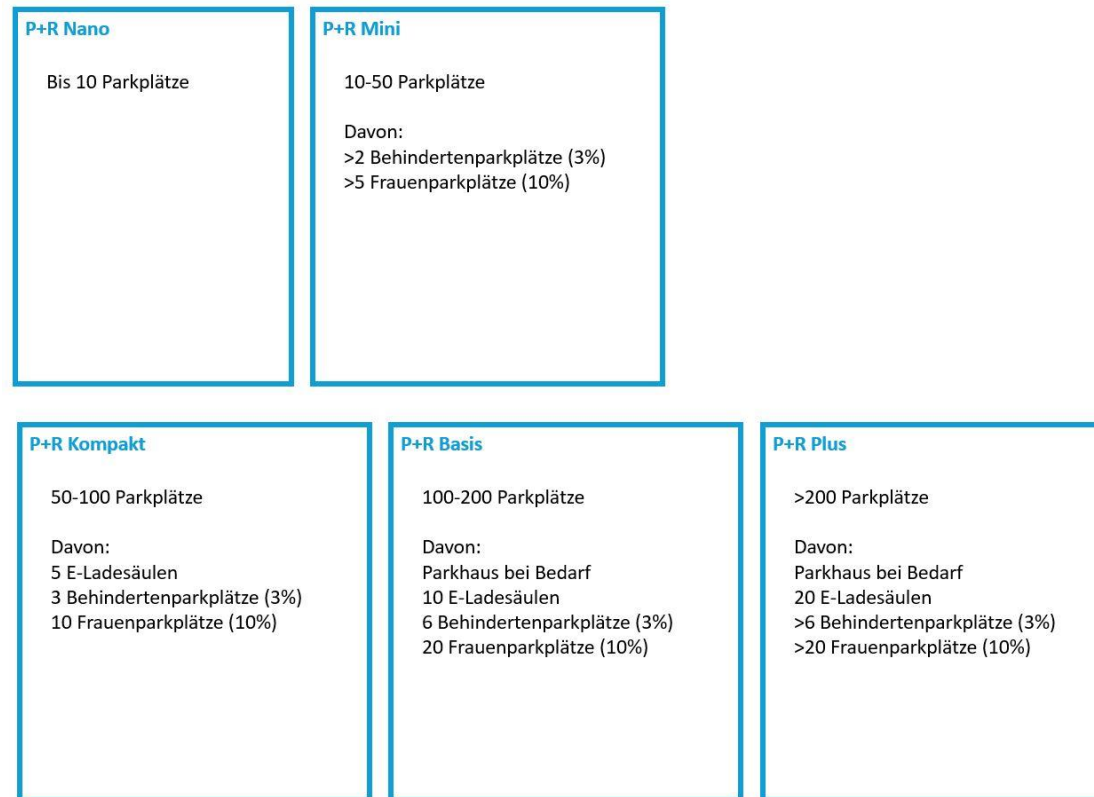 P+R Nano
Bis 10 Parkplätze
P+R Mini
10-50 Parkplätze
Davon:
>2 Behindertenparkplätze (3%)
>5 Frauenparkplätze (10%)
P+R Kompakt
50-100 Parkplätze
Davon:
5 E-Ladesäulen
3 Behindertenparkplätze (3%)
10 Frauenparkplätze (10%)
P+R Basis
100-200 Parkplätze
Davon:
Parkhaus bei Bedarf
10 E-Ladesäulen
6 Behindertenparkplätze (3%)
20 Frauenparkplätze (10%)
P+R Plus
>200 Parkplätze
Davon:
Parkhaus bei Bedarf
20 E-Ladesäulen
>6 Behindertenparkplätze (3%)
>20 Frauenparkplätze (10%)